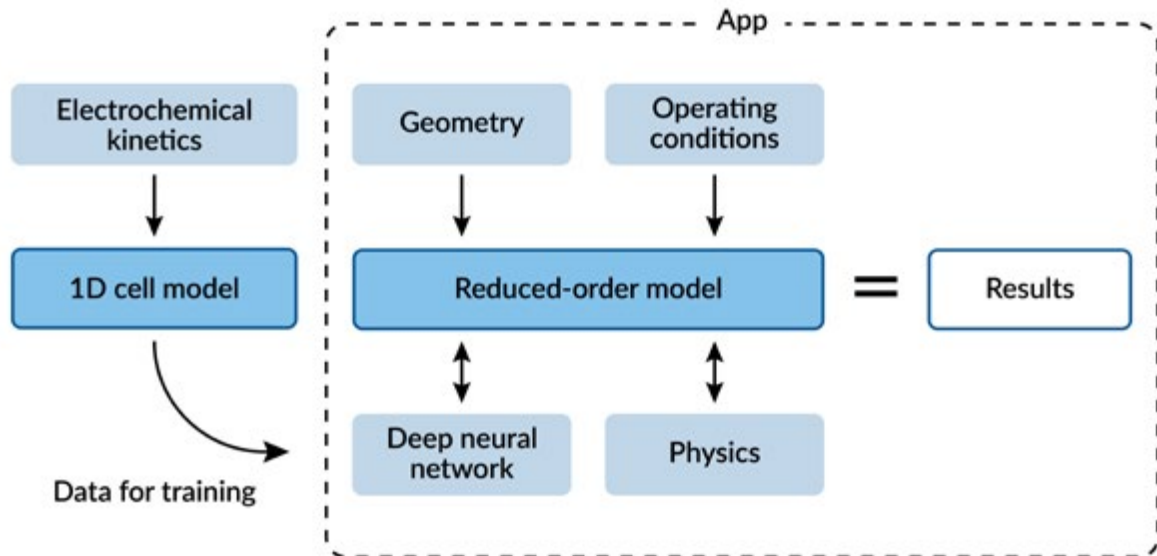 App
Electrochemical
kinetics
Geometry
Operating
conditions
1D cell model
Reduced-order model
=
Results
Deep neural
network
Physics
Data for training